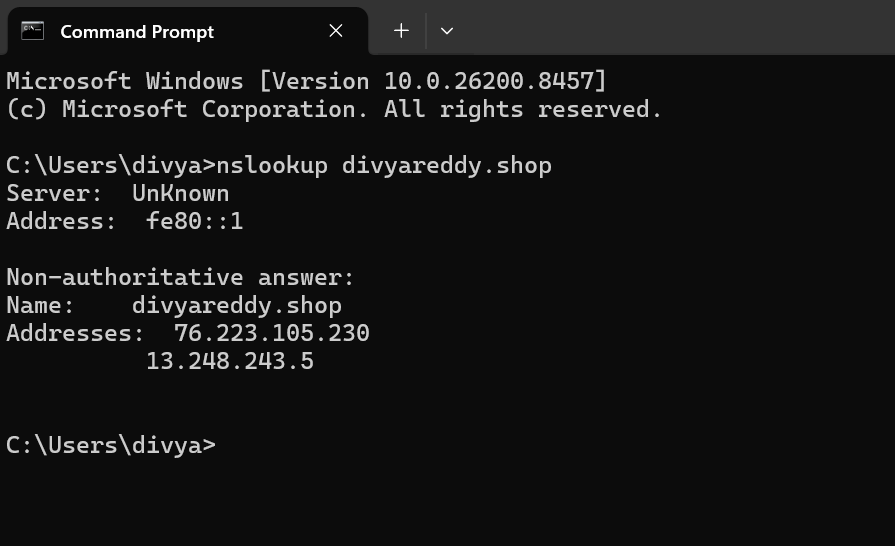 Command Prompt
Microsoft Windows [Version 10.0.26200.8457]
(c) Microsoft Corporation. All rights reserved.
C:\Users\divya>nslookup divyareddy.shop
Server:  UnKnown
Address:  fe80::1
Non-authoritative answer:
Name:    divyareddy.shop
Addresses:  76.223.105.230
          13.248.243.5
C:\Users\divya>